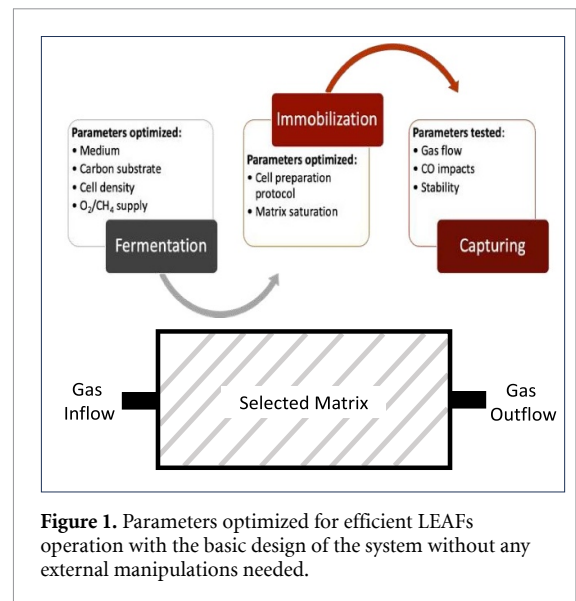 Parameters optimized:
• Medium
• Carbon substrate
• Cell density
• O₂/CH₄ supply
Fermentation
Immobilization
Parameters optimized:
• Cell preparation
protocol
• Matrix saturation
Parameters tested:
• Gas flow
• CO impacts
• Stability
Capturing
Gas
Inflow
Selected Matrix
Gas
Outflow
Figure 1. Parameters optimized for efficient LEAFs
operation with the basic design of the system without any
external manipulations needed.